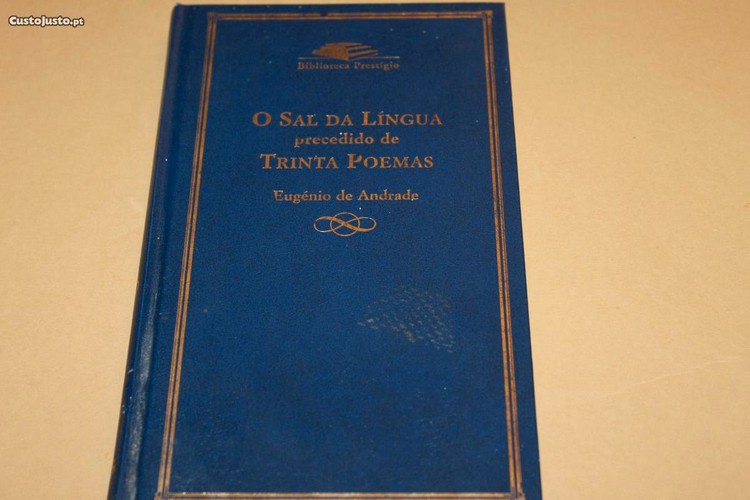 CustoJusto.pt
Biblioteca Prestígio
O SAL DA LÍNGUA
precedido de
TRINTA POEMAS
Eugénio de Andrade